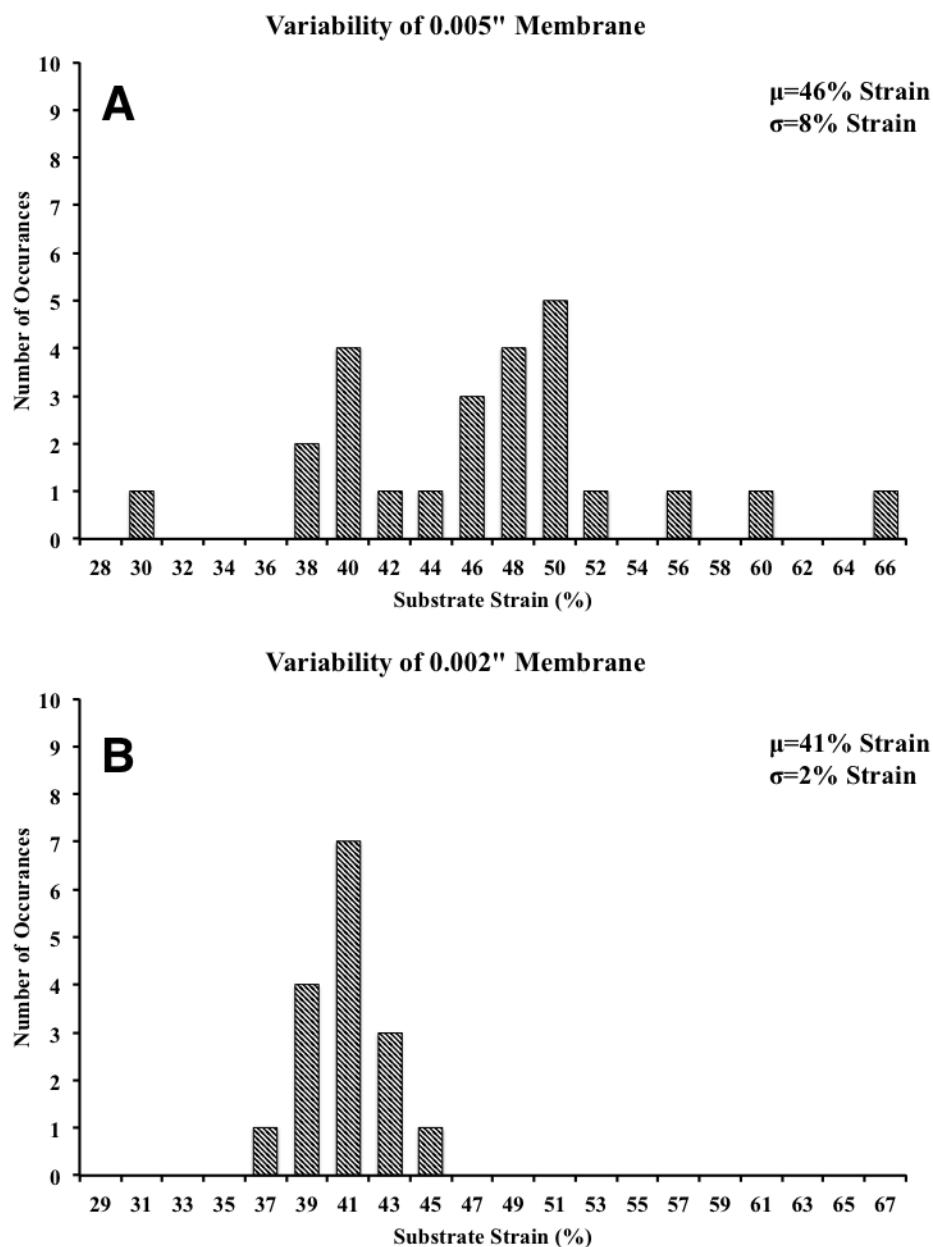 Variability of 0.005" Membrane
A
μ=46% Strain
σ=8% Strain
10
9
8
7
6
5
4
3
2
1
0
Number of Occurances
28 30 32 34 36 38 40 42 44 46 48 50 52 54 56 58 60 62 64 66
Substrate Strain (%)
Variability of 0.002" Membrane
B
μ=41% Strain
σ=2% Strain
10
9
8
7
6
5
4
3
2
1
0
Number of Occurances
29 31 33 35 37 39 41 43 45 47 49 51 53 55 57 59 61 63 65 67
Substrate Strain (%)